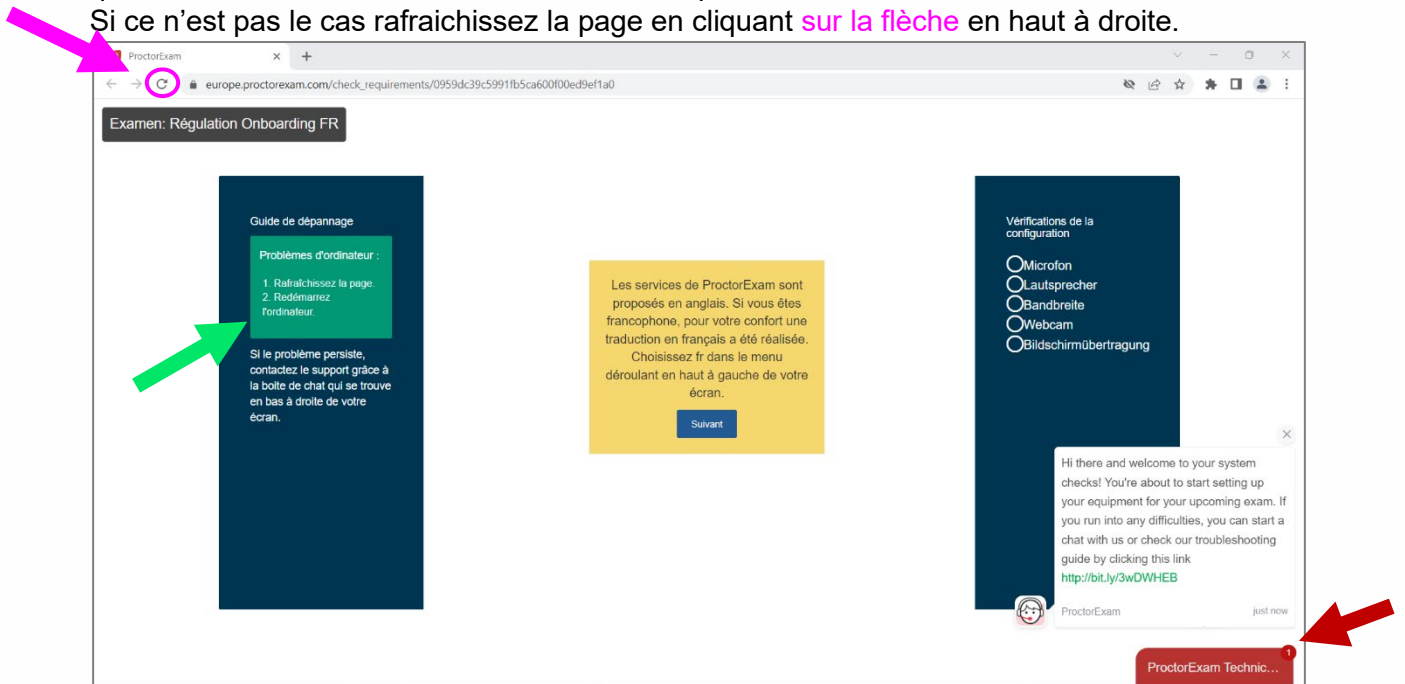 Si ce n’est pas le cas rafraichissez la page en cliquant sur la flèche en haut à droite.
ProctorExam
europe.proctorexam.com/check_requirements/0959dc39c5991fb5ca600f00ed9ef1a0
Examen: Régulation Onboarding FR
Guide de dépannage
Problèmes d'ordinateur :
1. Rafraîchissez la page.
2. Redémarrez
l'ordinateur.
Si le problème persiste,
contactez le support grâce à
la boite de chat qui se trouve
en bas à droite de votre
écran.
Les services de ProctorExam sont
proposés en anglais. Si vous êtes
francophone, pour votre confort une
traduction en français a été réalisée.
Choisissez fr dans le menu
déroulant en haut à gauche de votre
écran.
Suivant
Vérifications de la
configuration
Microfon
Lautsprecher
Bandbreite
Webcam
Bildschirmübertragung
Hi there and welcome to your system
checks! You're about to start setting up
your equipment for your upcoming exam. If
you run into any difficulties, you can start a
chat with us or check our troubleshooting
guide by clicking this link
http://bit.ly/3wDWHEB
ProctorExam just now
1
ProctorExam Technic...